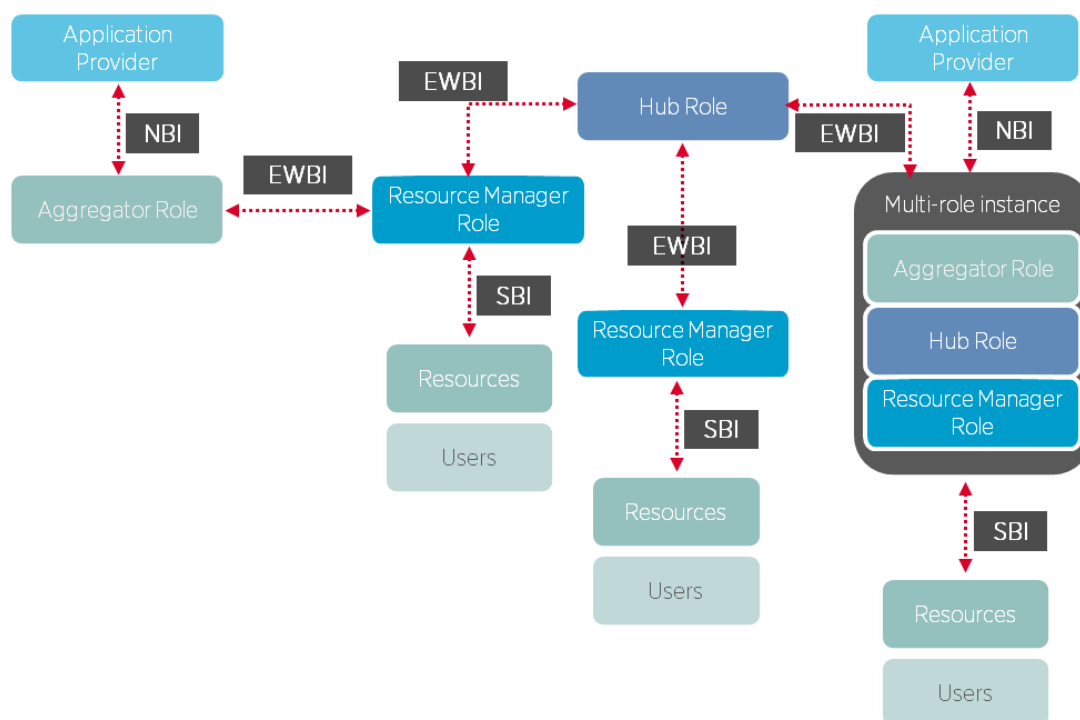 Application
Provider
Application
Provider
EWBI
Hub Role
NBI
EWBI
NBI
EWBI
Aggregator Role
Resource Manager
Role
Multi-role instance
EWBI
Aggregator Role
SBI
Resource Manager
Role
Hub Role
Resources
Resource Manager
Role
SBI
Users
Resources
SBI
Users
Resources
Users